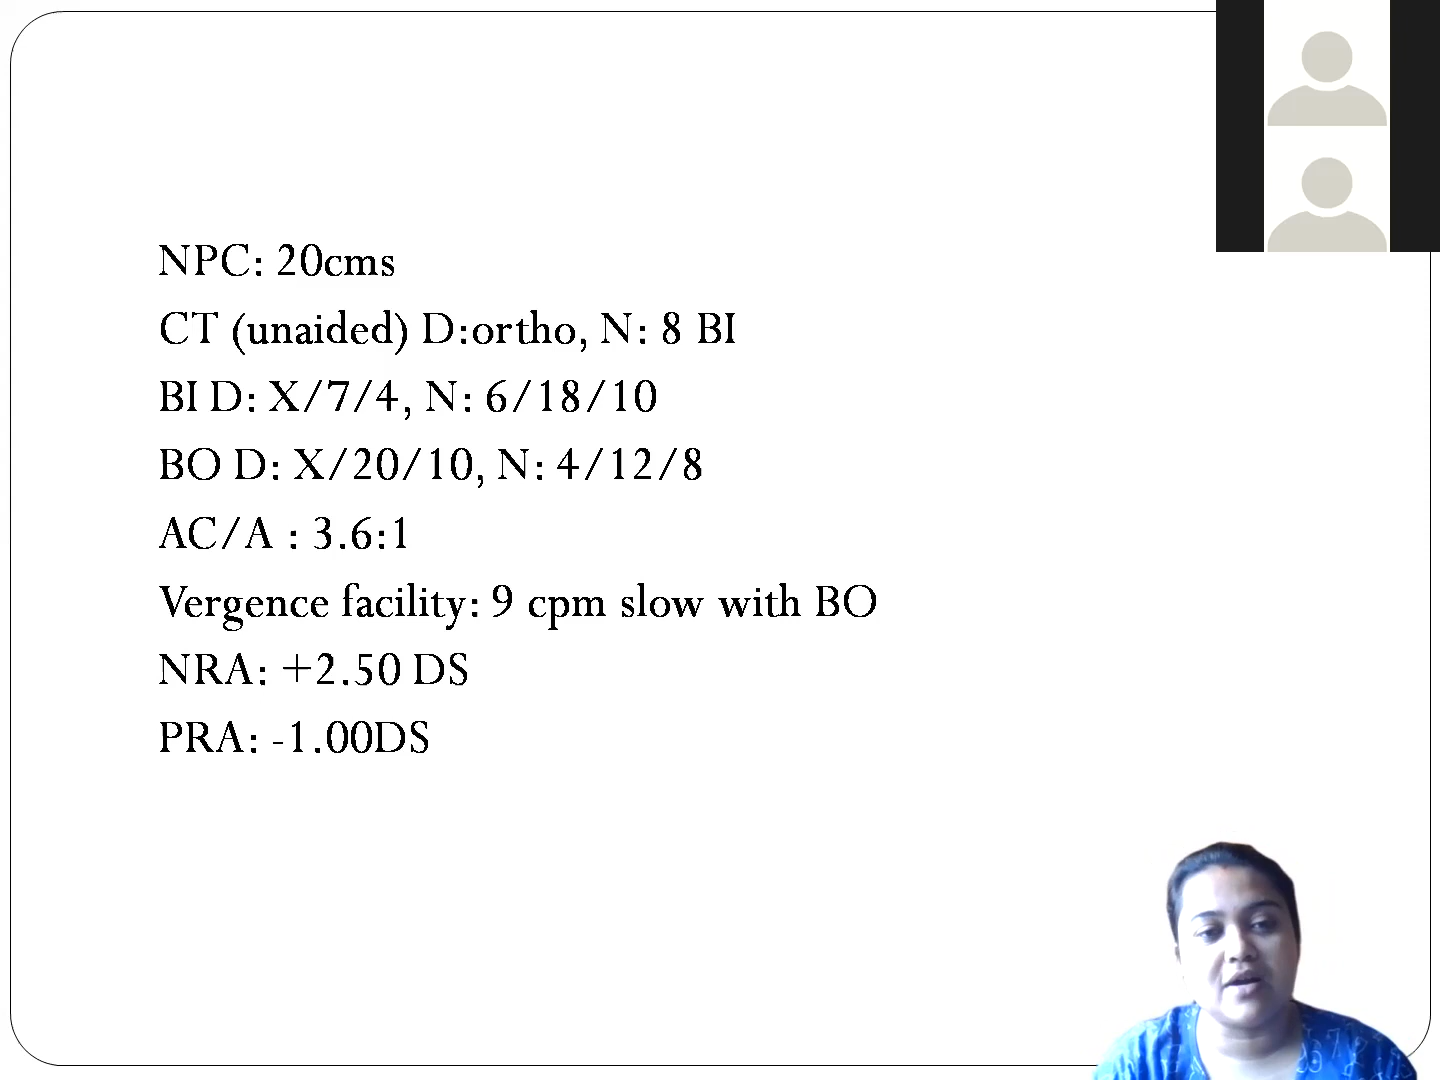 NPC: 20cms
CT (unaided) D:ortho, N: 8 BI
BI D: X/7/4, N: 6/18/10
BO D: X/20/10, N: 4/12/8
AC/A : 3.6:1
Vergence facility: 9 cpm slow with BO
NRA: +2.50 DS
PRA: -1.00DS